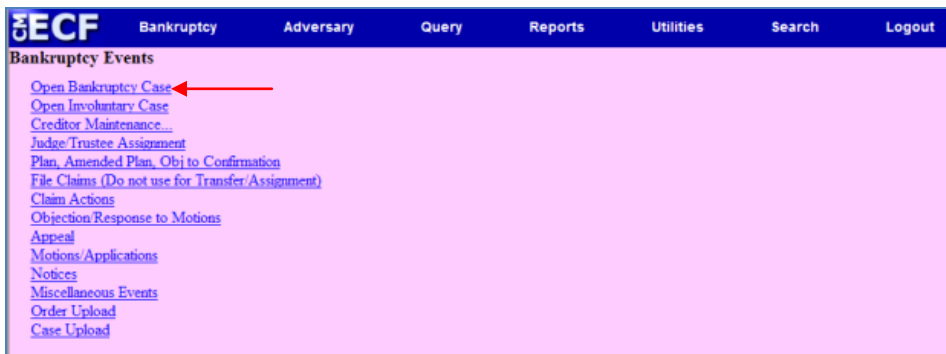 CM ECF Bankruptcy Adversary Query Reports Utilities Search Logout
Bankruptcy Events
Open Bankruptcy Case
Open Involuntary Case
Creditor Maintenance...
Judge/Trustee Assignment
Plan, Amended Plan, Obj to Confirmation
File Claims (Do not use for Transfer/Assignment)
Claim Actions
Objection/Response to Motions
Appeal
Motions/Applications
Notices
Miscellaneous Events
Order Upload
Case Upload